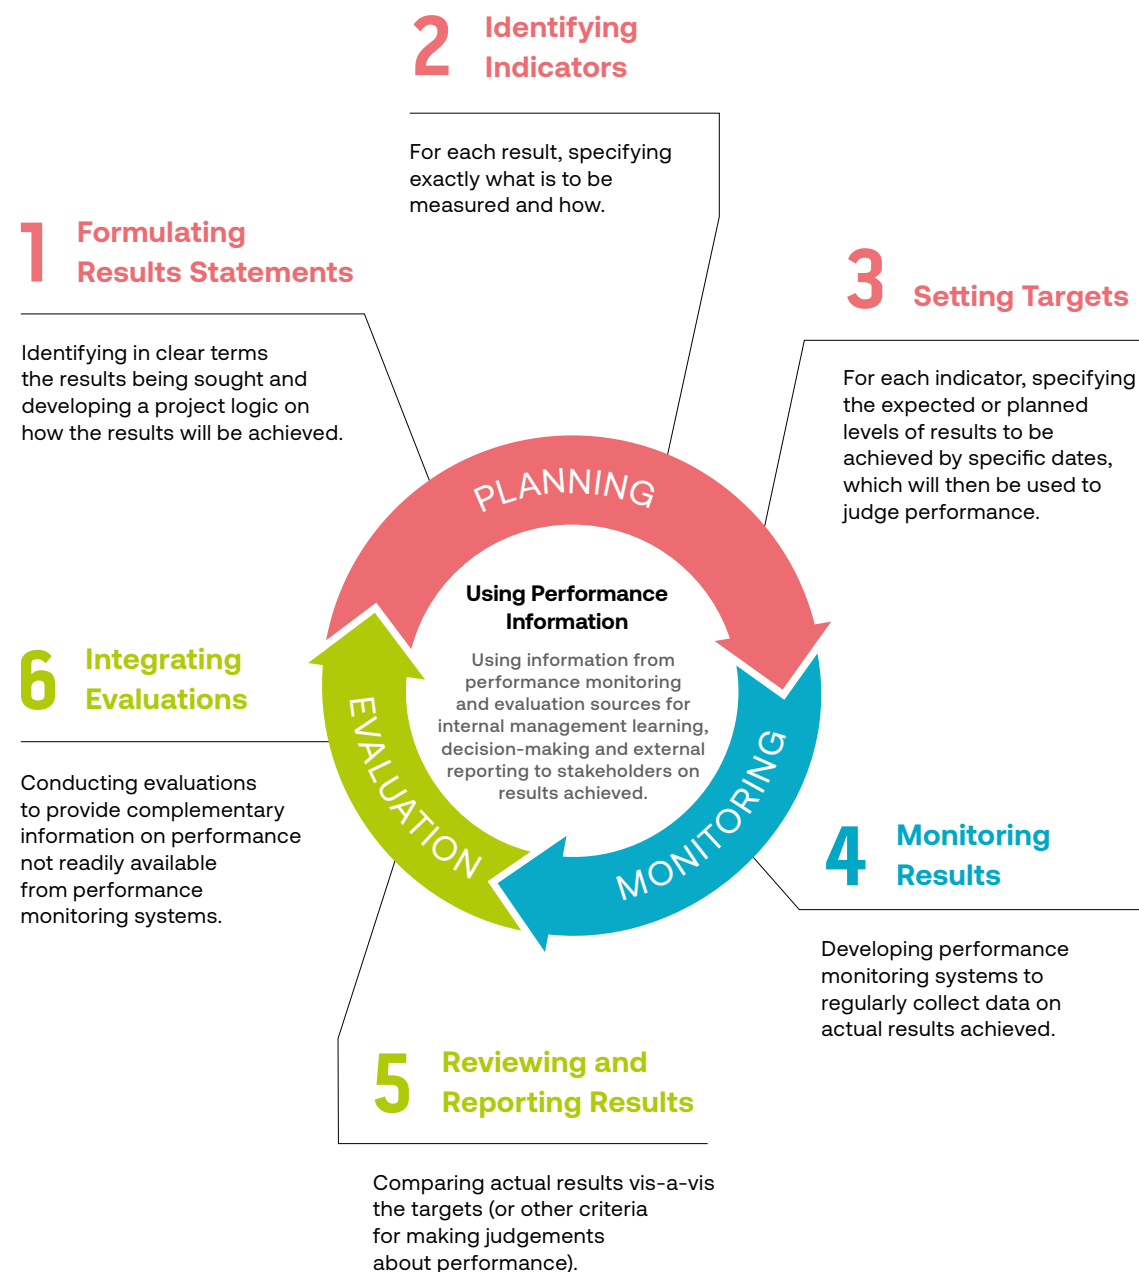 1
Formulating
Results Statements
Identifying in clear terms
the results being sought and
developing a project logic on
how the results will be achieved.
2
Identifying
Indicators
For each result, specifying
exactly what is to be
measured and how.
3
Setting Targets
For each indicator, specifying
the expected or planned
levels of results to be
achieved by specific dates,
which will then be used to
judge performance.
PLANNING
Using Performance
Information
Using information from
performance monitoring
and evaluation sources for
internal management learning,
decision-making and external
reporting to stakeholders on
results achieved.
MONITORING
EVALUATION
4
Monitoring
Results
Developing performance
monitoring systems to
regularly collect data on
actual results achieved.
5
Reviewing and
Reporting Results
Comparing actual results vis-a-vis
the targets (or other criteria
for making judgements
about performance).
6
Integrating
Evaluations
Conducting evaluations
to provide complementary
information on performance
not readily available
from performance
monitoring systems.